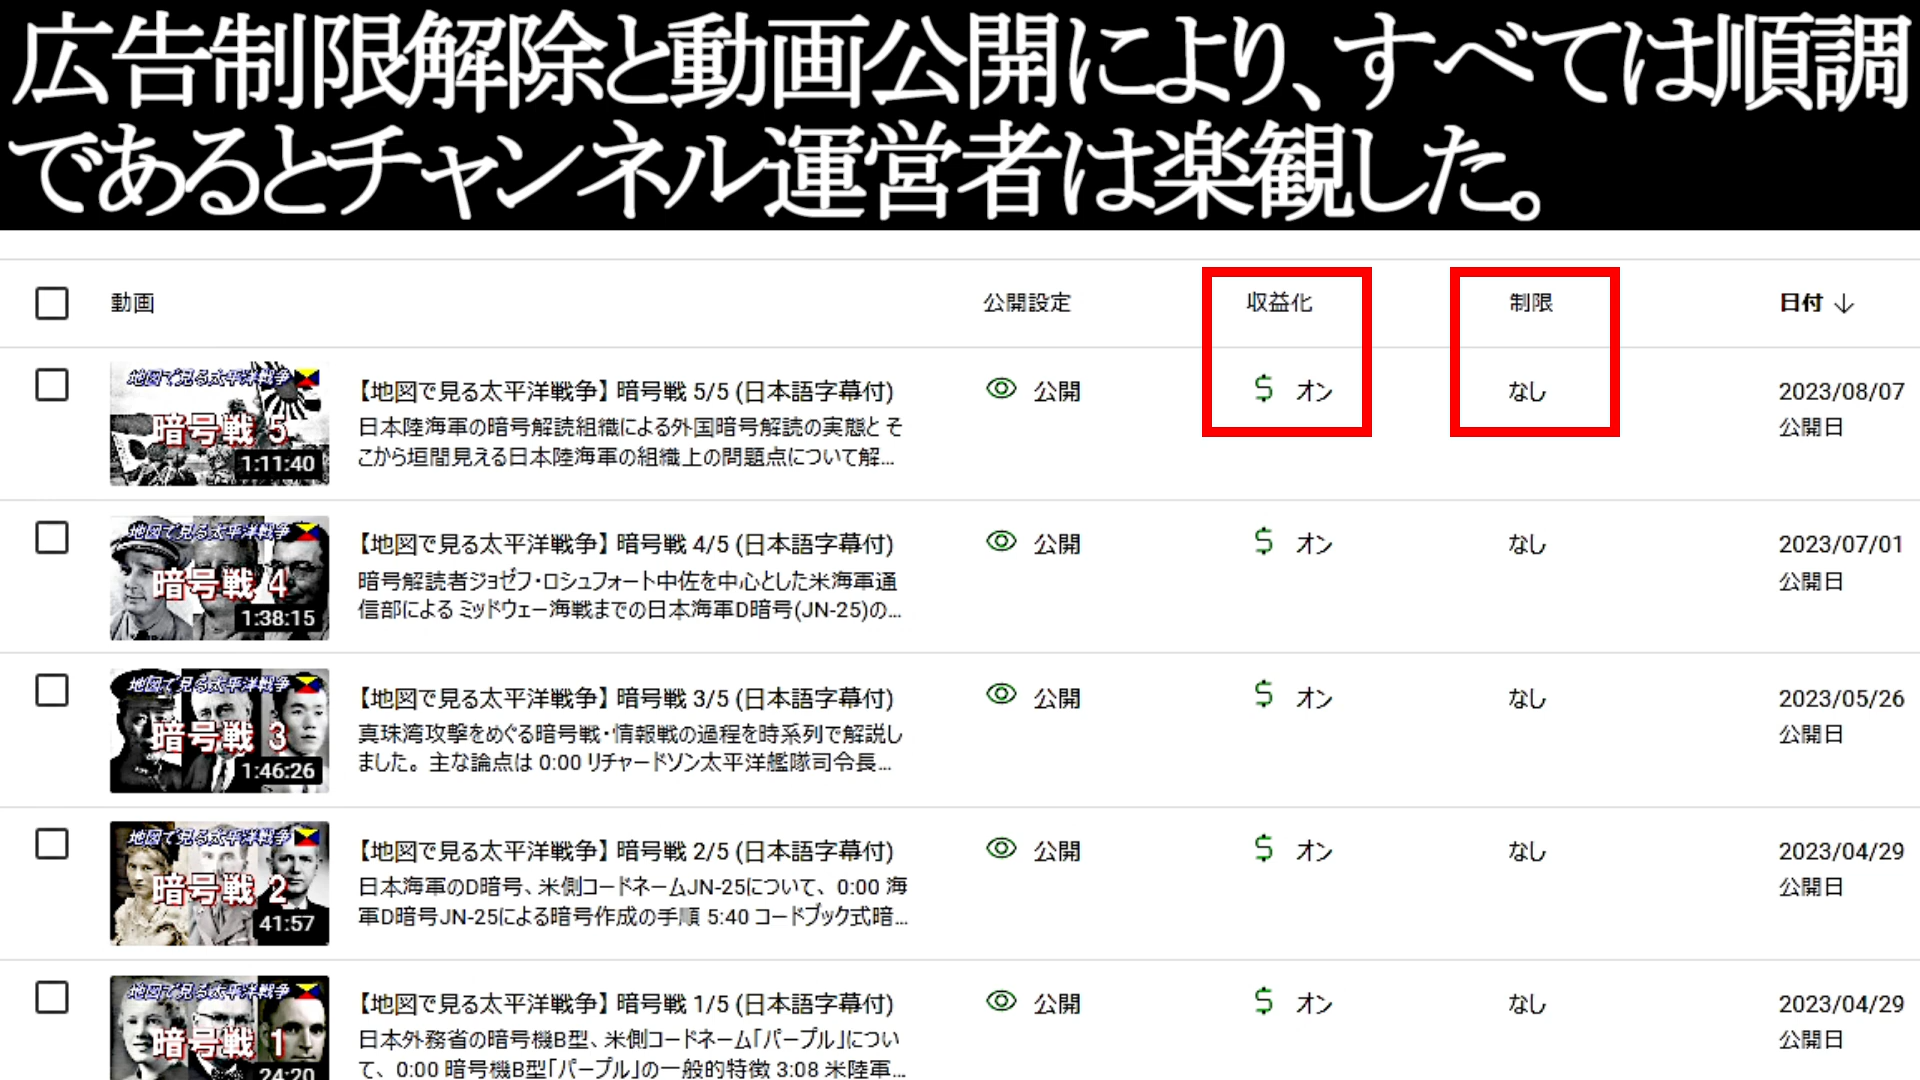 広告制限解除と動画公開により、すべては順調
であるとチャンネル運営者は楽観した。
動画 公開設定 収益化 制限 日付 ↓
地図で見る太平洋戦争
暗号戦 5
1:11:40
【地図で見る太平洋戦争】 暗号戦 5/5 (日本語字幕付)
日本陸海軍の暗号解読組織による外国暗号解読の実態と そ
こから垣間見える日本陸海軍の組織上の問題点について解...
公開 $ オン なし 2023/08/07
公開日
地図で見る太平洋戦争
暗号戦 4
1:38:15
【地図で見る太平洋戦争】 暗号戦 4/5 (日本語字幕付)
暗号解読者ジョゼフ・ロシュフォート中佐を中心とした米海軍通
信部による ミッドウェー海戦までの日本海軍D暗号(JN-25)の...
公開 $ オン なし 2023/07/01
公開日
地図で見る太平洋戦争
暗号戦 3
1:46:26
【地図で見る太平洋戦争】 暗号戦 3/5 (日本語字幕付)
真珠湾攻撃をめぐる暗号戦・情報戦の過程を時系列で解説し
ました。 主な論点は 0:00 リチャードソン太平洋艦隊司令長...
公開 $ オン なし 2023/05/26
公開日
地図で見る太平洋戦争
暗号戦 2
41:57
【地図で見る太平洋戦争】 暗号戦 2/5 (日本語字幕付)
日本海軍のD暗号、米側コードネームJN-25について、 0:00 海
軍D暗号JN-25による暗号作成の手順 5:40 コードブック式暗...
公開 $ オン なし 2023/04/29
公開日
地図で見る太平洋戦争
暗号戦 1
24:20
【地図で見る太平洋戦争】 暗号戦 1/5 (日本語字幕付)
日本外務省の暗号機B型、米側コードネーム「パープル」につい
て、 0:00 暗号機B型「パープル」の一般的特徴 3:08 米陸軍...
公開 $ オン なし 2023/04/29
公開日